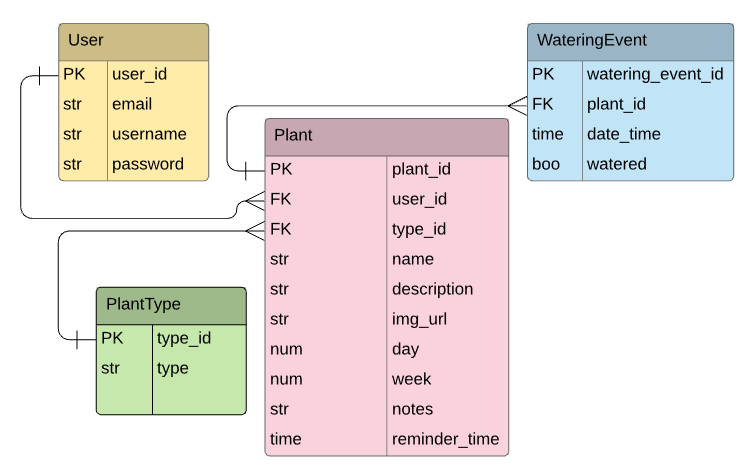 User
PK user_id
str email
str username
str password
WateringEvent
PK watering_event_id
FK plant_id
time date_time
boo watered
Plant
PK plant_id
FK user_id
FK type_id
str name
str description
str img_url
num day
num week
str notes
time reminder_time
PlantType
PK type_id
str type